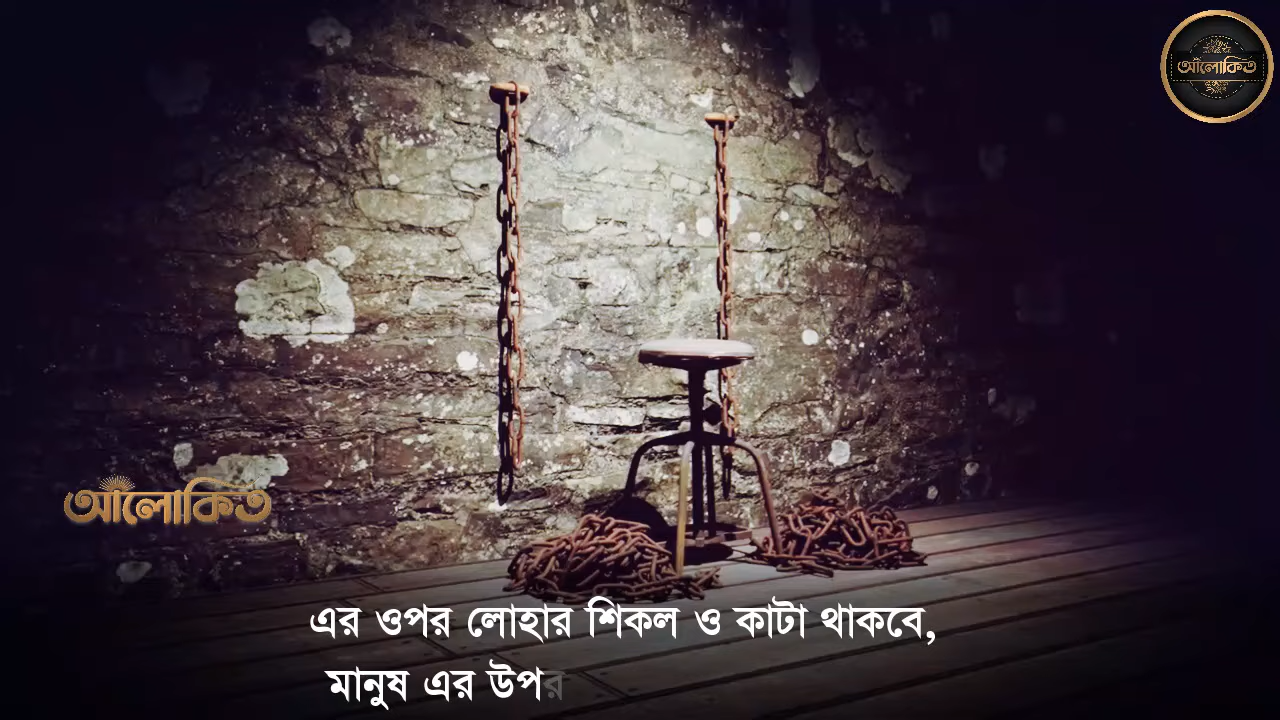 আলোকিত
আলোকিত
এর ওপর লোহার শিকল ও কাটা থাকবে,
মানুষ এর উপর